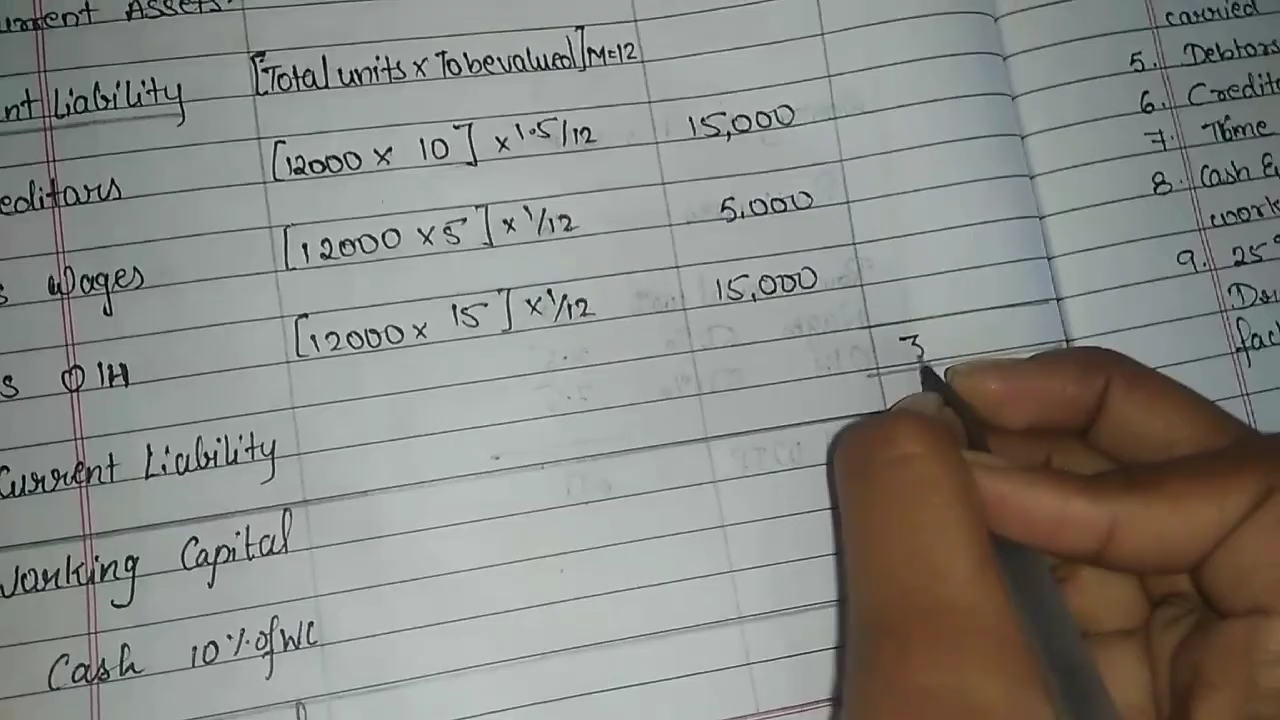 urrent Assets.
[Total units x To be valued] M=12
nt Liability
[12000 x 10] x 1.5/12 15,000
editars
[12000 x 5] x 1/12 5,000
s Wages
[12000 x 15] x 1/12 15,000
s OH
3
Current Liability
Working Capital
Cash 10% of WC
carried
5. Debtors
6. Credito
7. Time
8. Cash &
work
9. 25%
fac